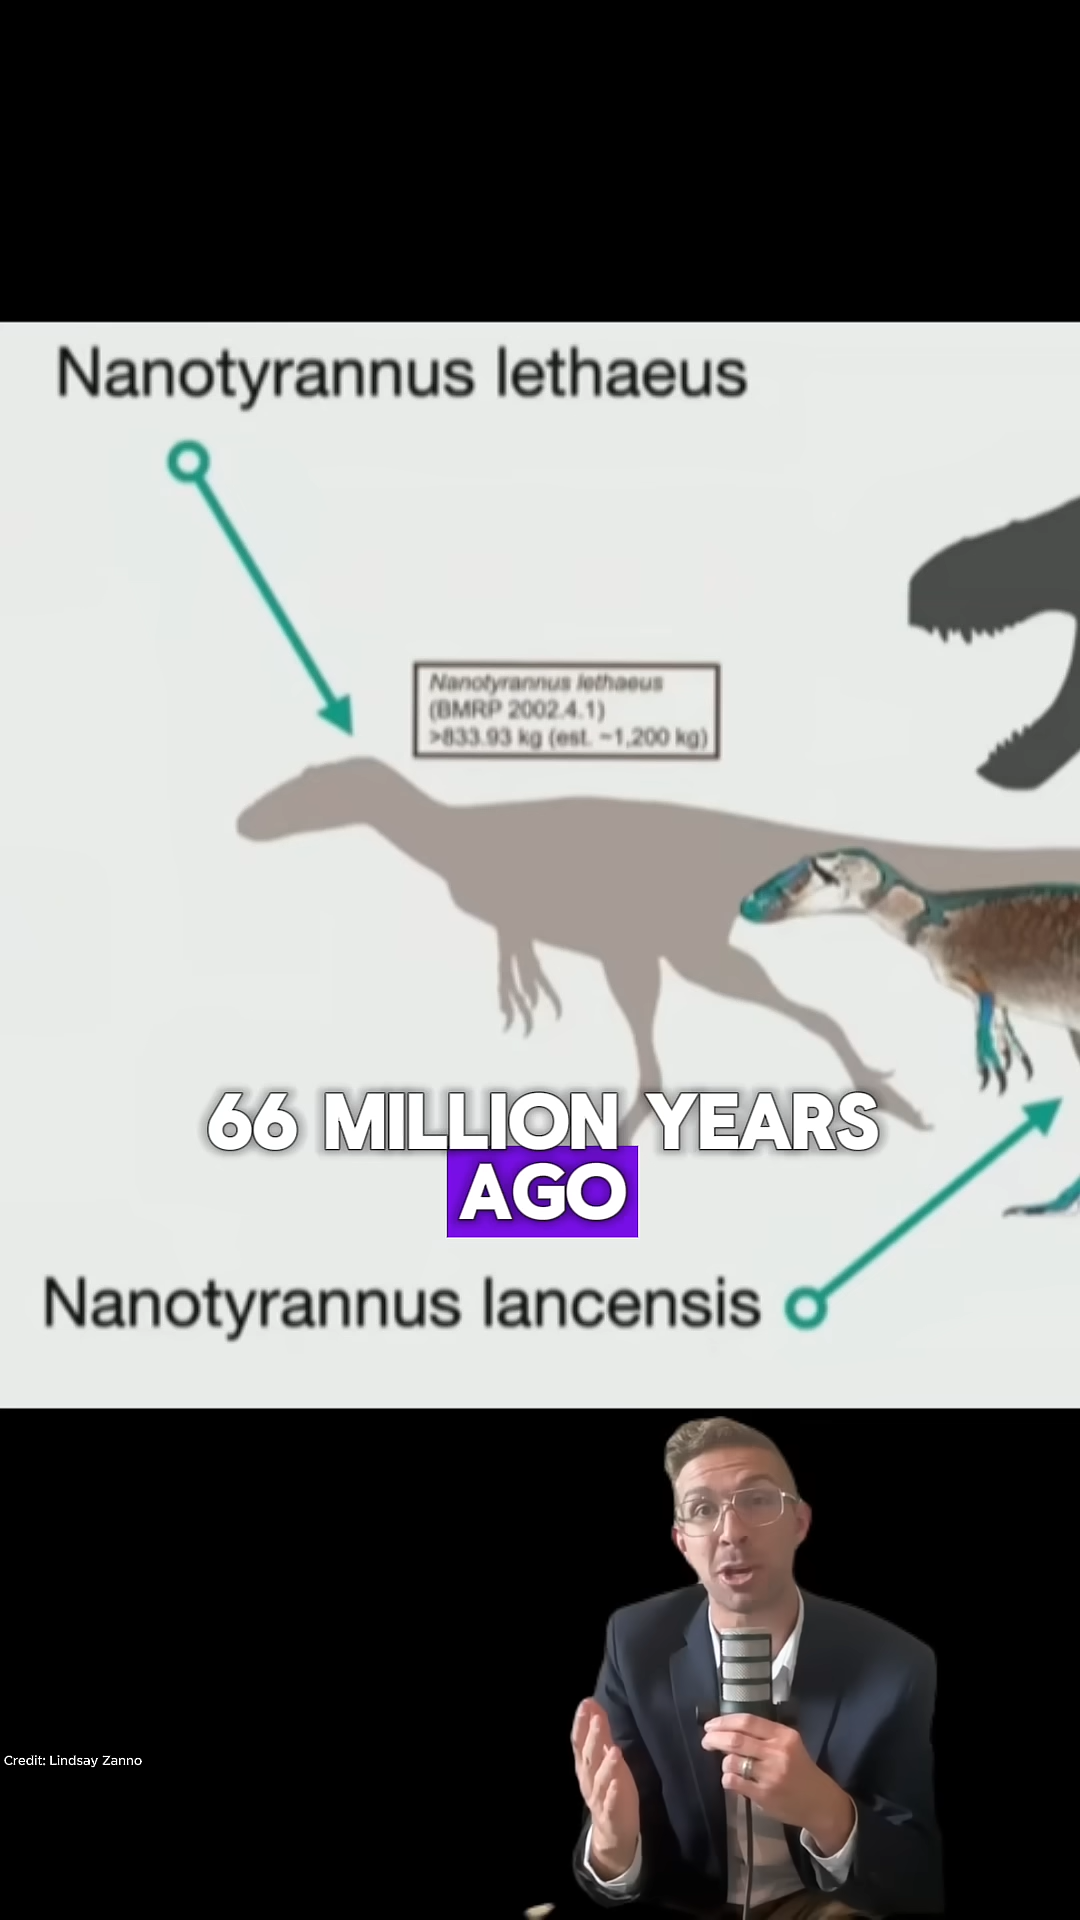 Nanotyrannus lethaeus
Nanotyrannus lethaeus
(BMRP 2002.4.1)
>833.93 kg (est. ~1,200 kg)
66 MILLION YEARS
AGO
Nanotyrannus lancensis
Credit: Lindsay Zanno